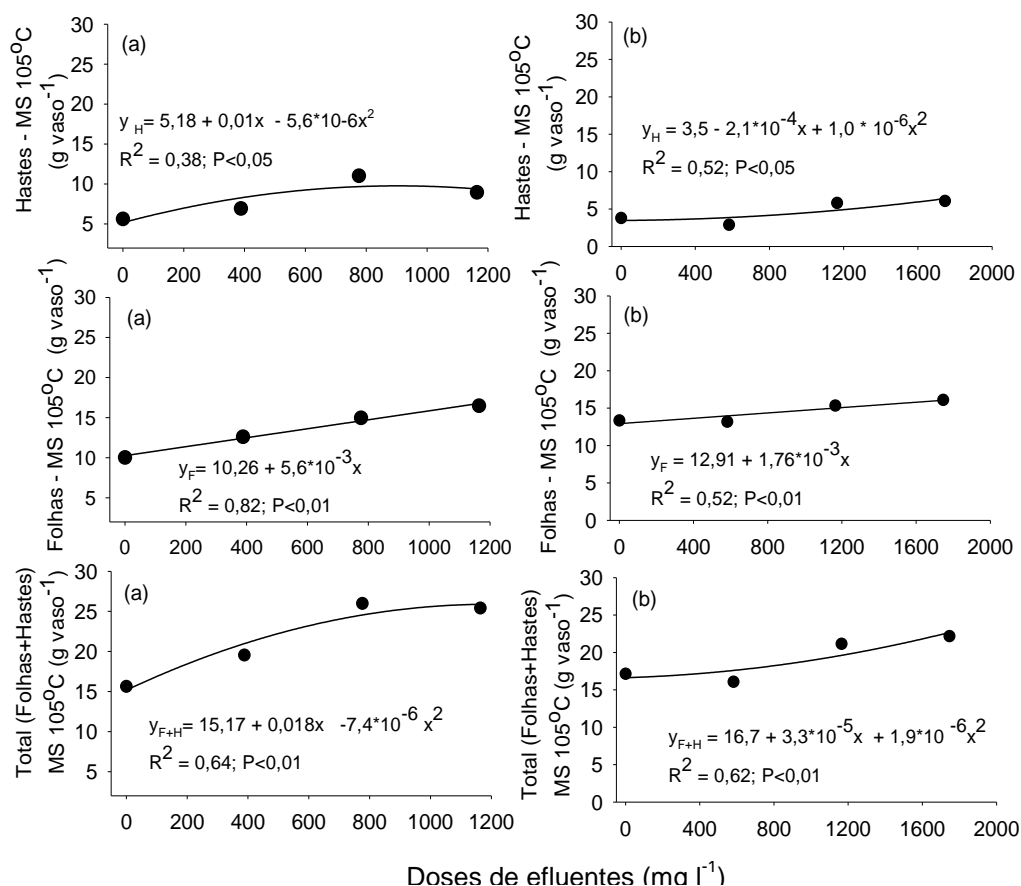 Hastes - MS 105°C
(g vaso-1)
30
25
20
15
10
5
0
(a)
y H= 5,18 + 0,01x - 5,6*10-6x2
R2 = 0,38; P<0,05
0 200 400 600 800 1000 1200
Hastes - MS 105°C
(g vaso-1)
30
25
20
15
10
5
0
(b)
yH = 3,5 - 2,1*10-4x + 1,0 * 10-6x2
R2 = 0,52; P<0,05
0 400 800 1200 1600 2000
Folhas - MS 105°C (g vaso-1)
30
25
20
15
10
5
(a)
yF= 10,26 + 5,6*10-3x
R2 = 0,82; P<0,01
0 200 400 600 800 1000 1200
Folhas - MS 105°C (g vaso-1)
30
25
20
15
10
5
0
(b)
yF = 12,91 + 1,76*10-3x
R2 = 0,52; P<0,01
0 400 800 1200 1600 2000
Total (Folhas+Hastes)
MS 105°C (g vaso-1)
30
25
20
15
10
5
(a)
yF+H= 15,17 + 0,018x -7,4*10-6 x2
R2 = 0,64; P<0,01
0 200 400 600 800 1000 1200
Total (Folhas+Hastes)
MS 105°C (g vaso-1)
30
25
20
15
10
5
0
(b)
yF+H = 16,7 + 3,3*10-5x + 1,9*10 -6x2
R2 = 0,62; P<0,01
0 400 800 1200 1600 2000
Doses de efluentes (mg l-1)